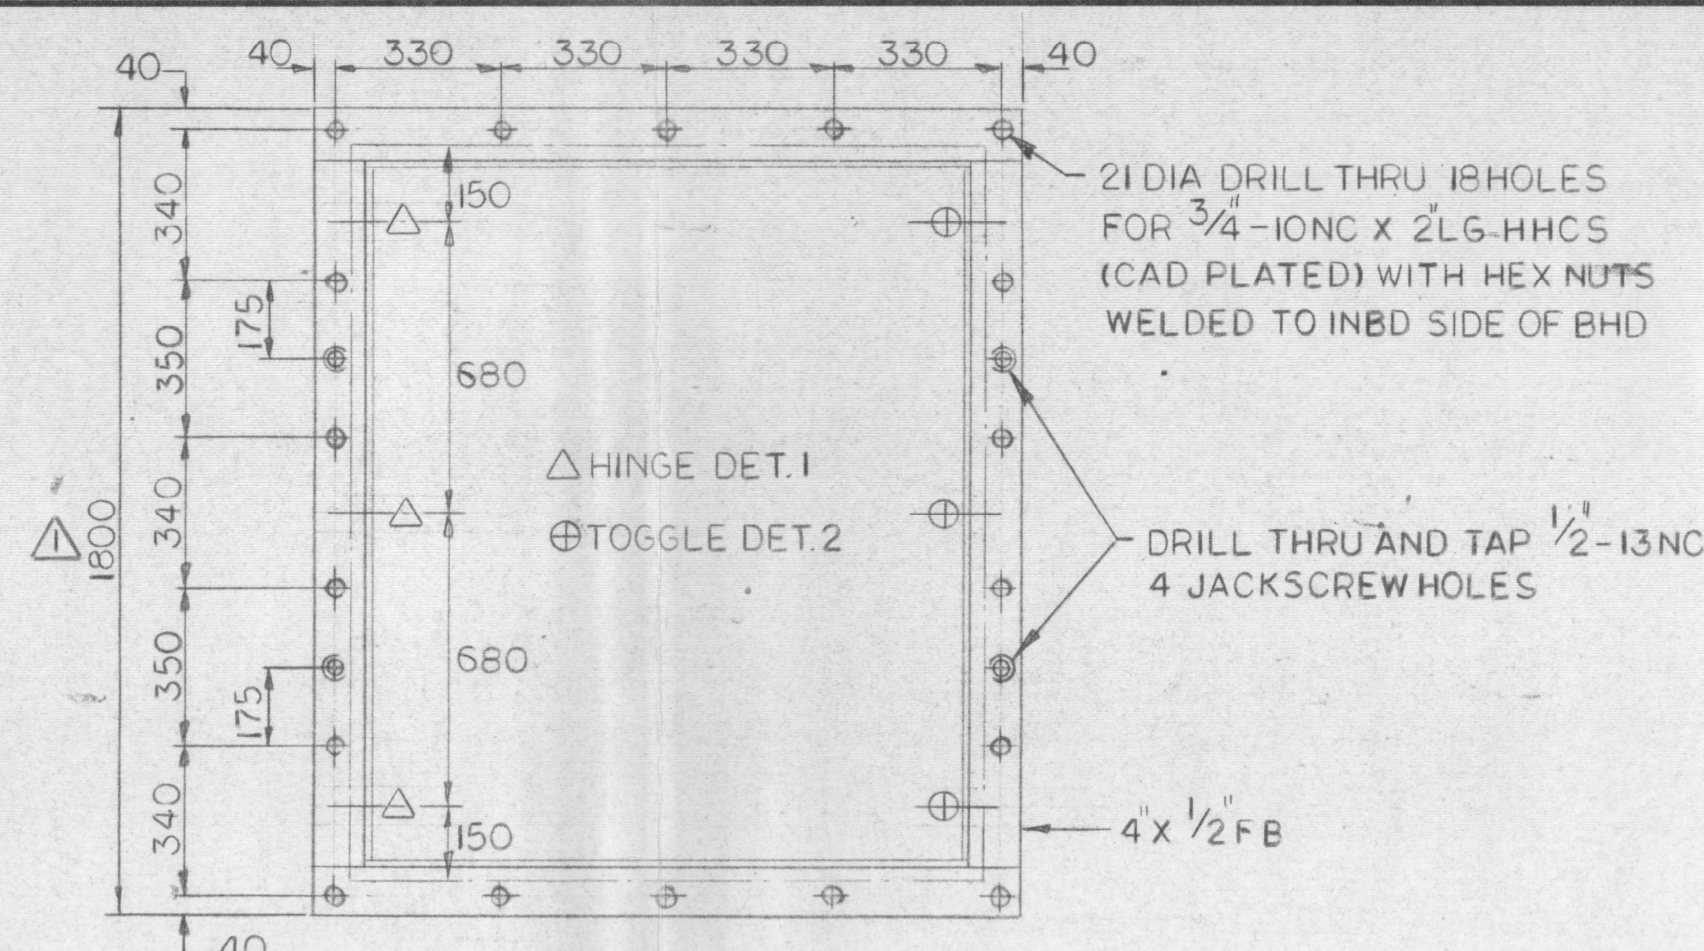 40 330 330 330 330 40
40
21 DIA DRILL THRU 18 HOLES
FOR 3/4"-10NC X 2"LG HHCS
(CAD PLATED) WITH HEX NUTS
WELDED TO INBD SIDE OF BHD
150
340
175
350
680
△ HINGE DET. 1
⊕ TOGGLE DET. 2
340
1
1800
DRILL THRU AND TAP 1/2"-13NC
4 JACKSCREW HOLES
350
680
175
340
150
4"X 1/2" FB
40